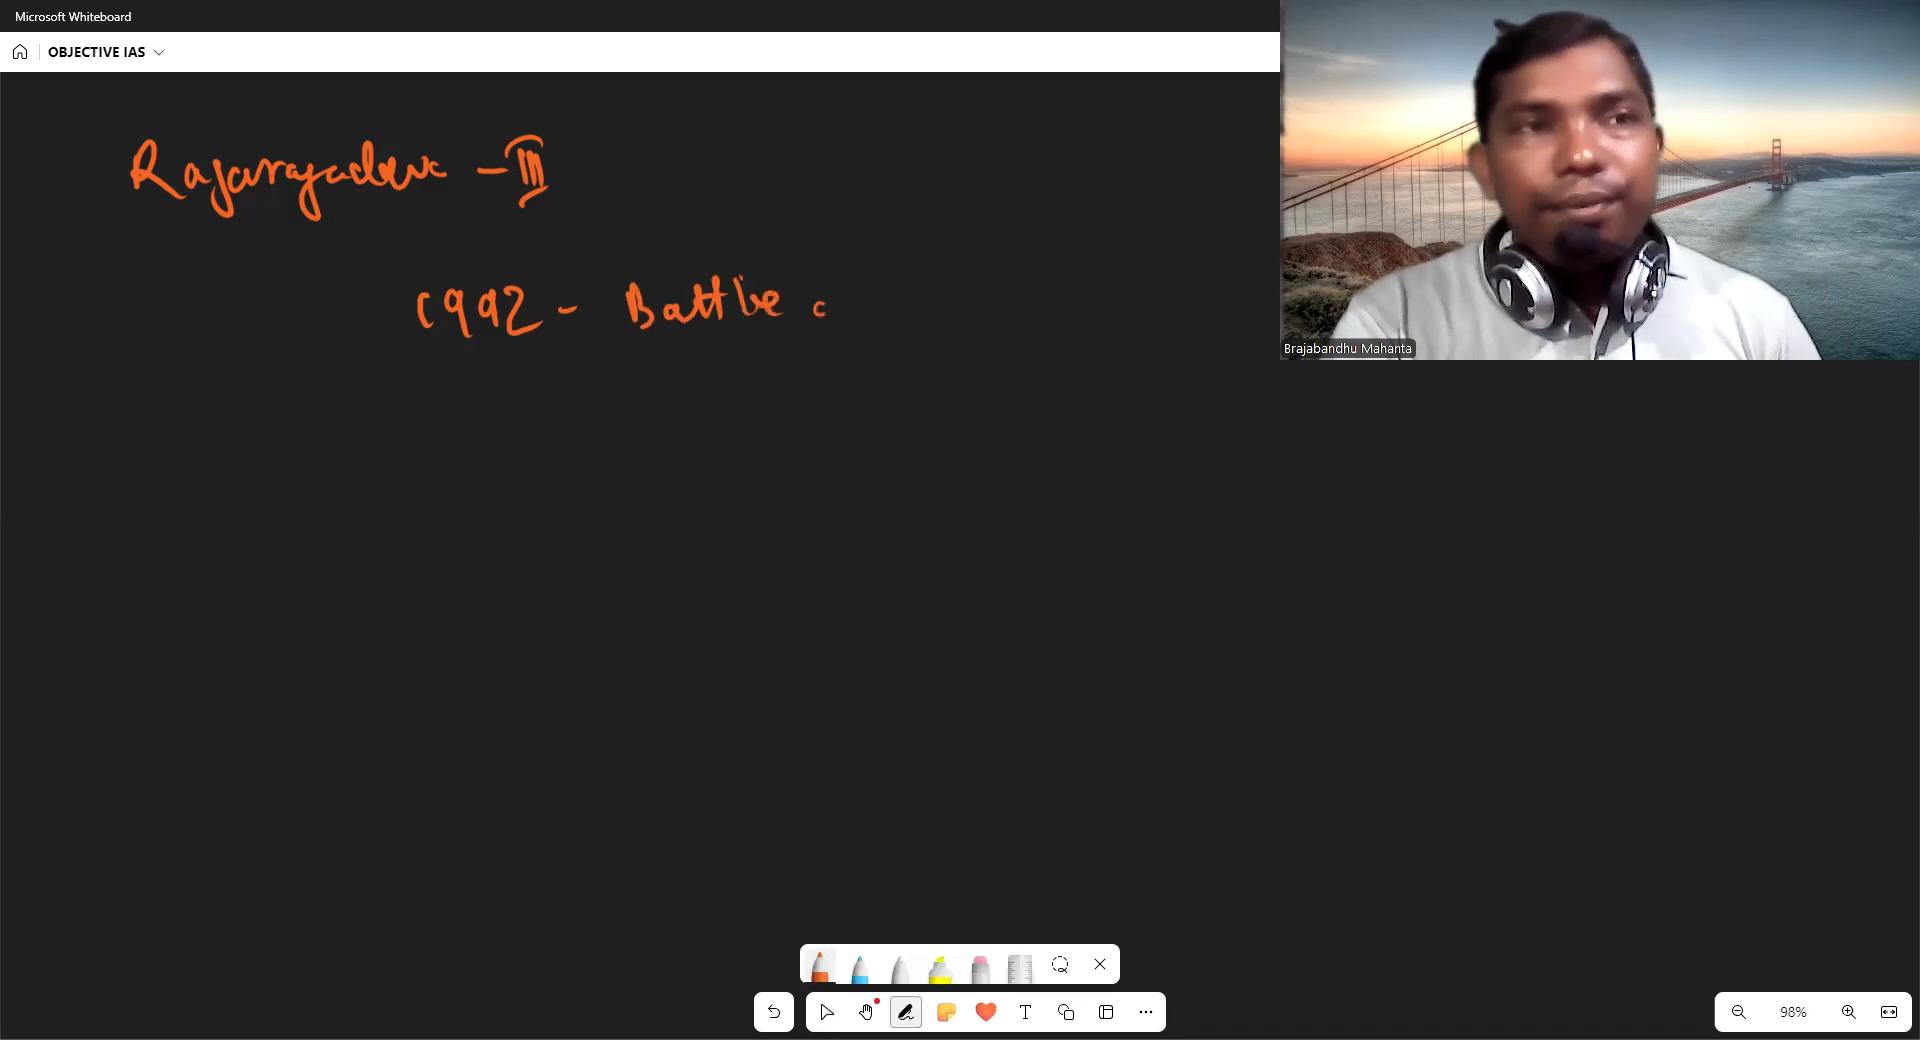 Microsoft Whiteboard
OBJECTIVE IAS
Rajarajadeva - III
1992 - Battle o
Brajabandhu Mahanta
98%